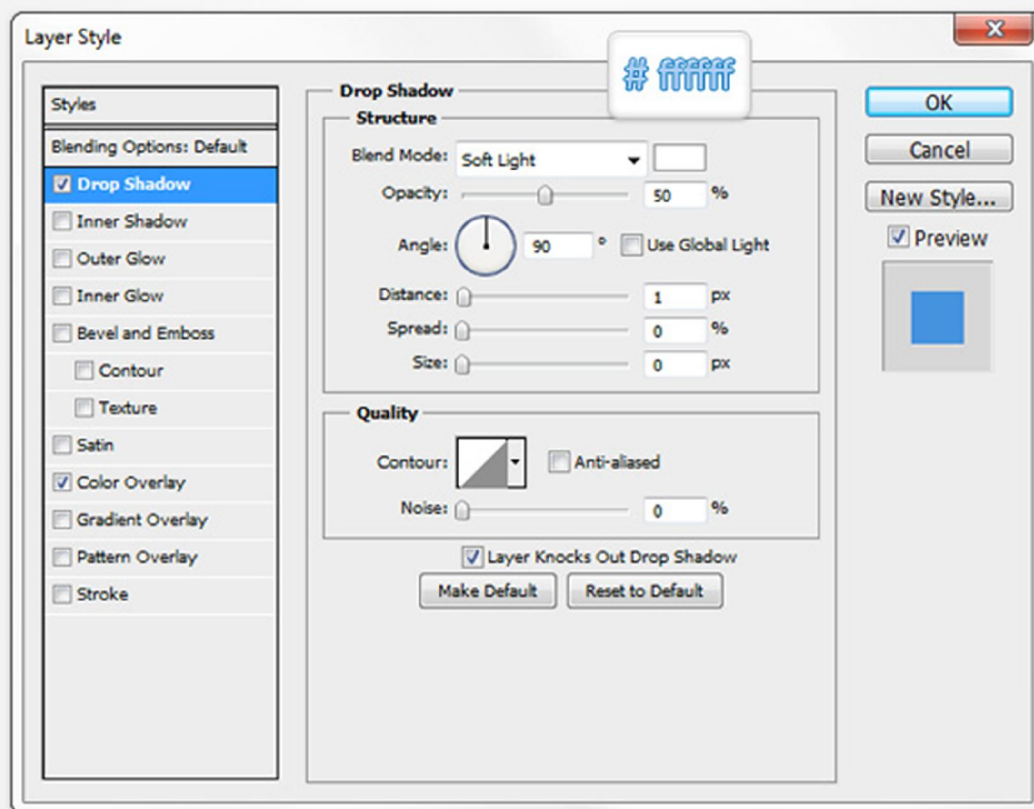 Layer Style
# ffffff
Styles
Blending Options: Default
Drop Shadow
Inner Shadow
Outer Glow
Inner Glow
Bevel and Emboss
Contour
Texture
Satin
Color Overlay
Gradient Overlay
Pattern Overlay
Stroke
Drop Shadow
Structure
Blend Mode: Soft Light
Opacity: 50 %
Angle: 90 ° Use Global Light
Distance: 1 px
Spread: 0 %
Size: 0 px
Quality
Contour: Anti-aliased
Noise: 0 %
Layer Knocks Out Drop Shadow
Make Default Reset to Default
OK
Cancel
New Style...
Preview